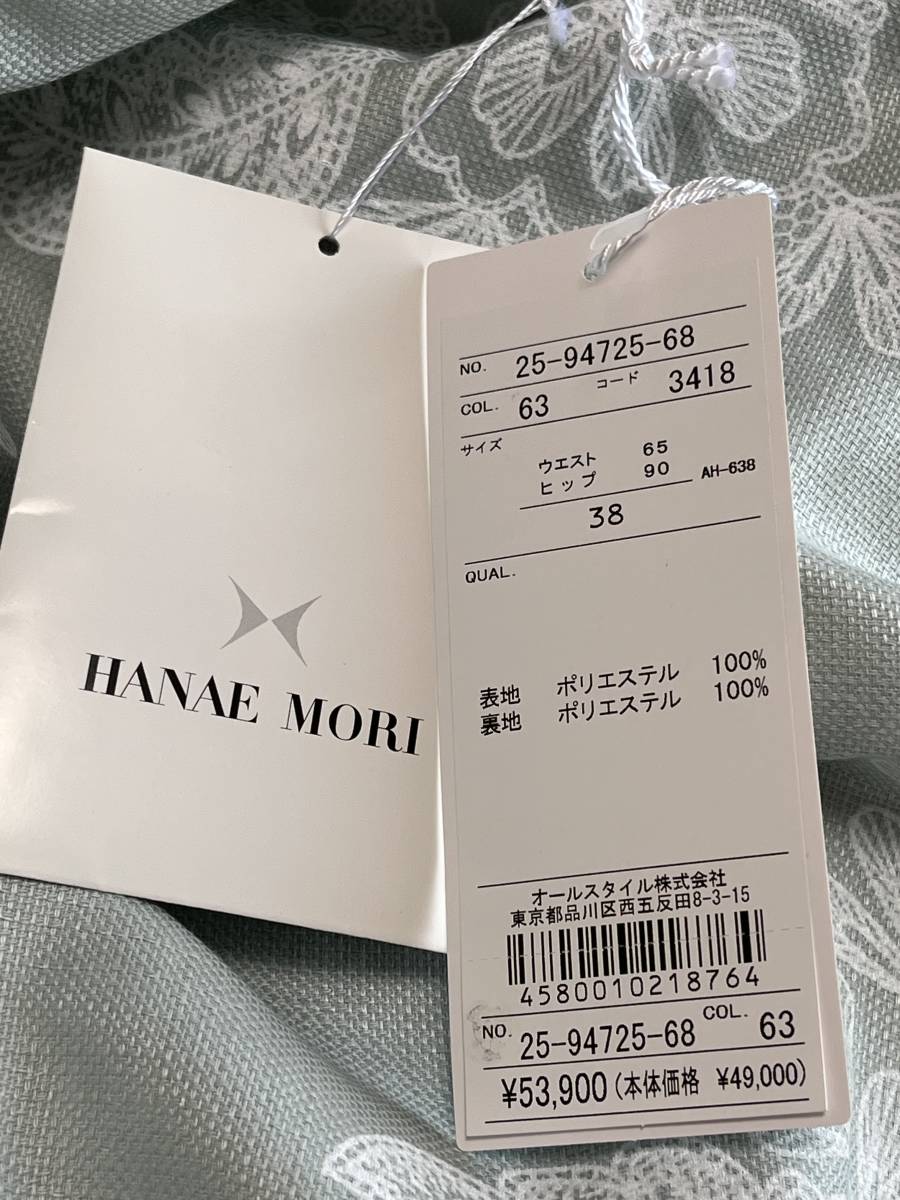 HANAE MORI
NO. 25-94725-68
COL. 63 コード 3418
サイズ
ウエスト 65
ヒップ 90 AH-638
38
QUAL.
表地 ポリエステル 100%
裏地 ポリエステル 100%
オールスタイル株式会社
東京都品川区西五反田8-3-15
4580010218764
NO. 25-94725-68 COL. 63
¥53,900(本体価格 ¥49,000)